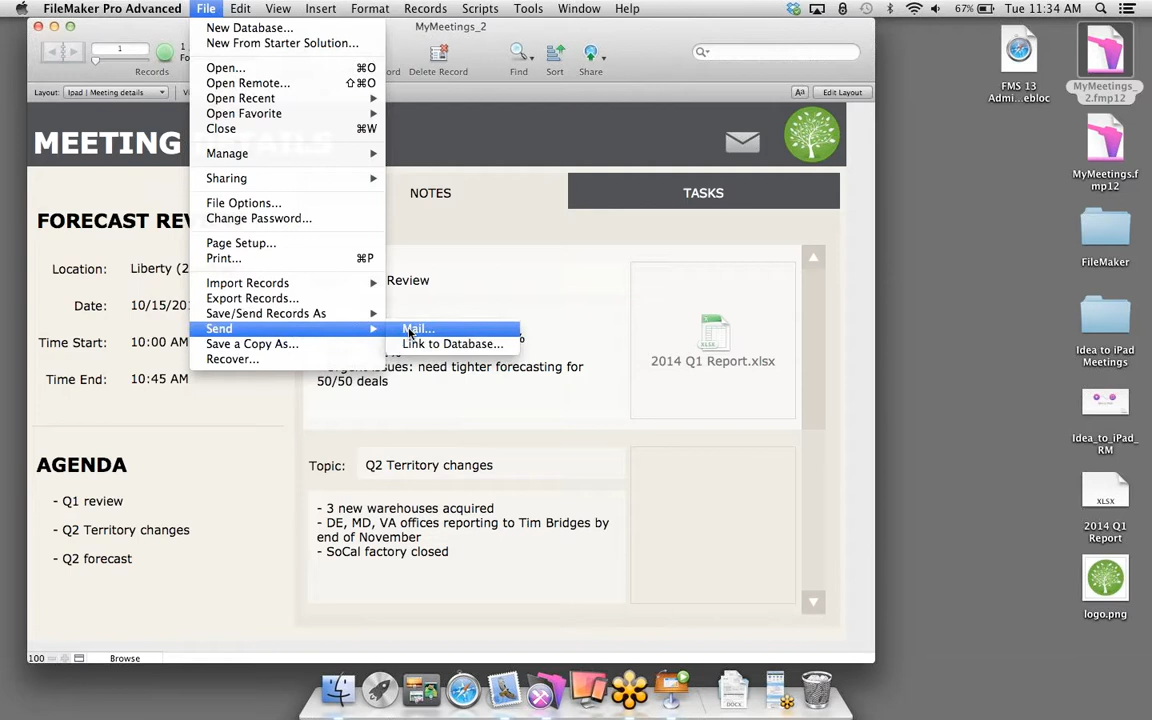 FileMaker Pro Advanced File Edit View Insert Format Records Scripts Tools Window Help 67% Tue 11:34 AM
MyMeetings_2
New Database...
New From Starter Solution...
Open... ⌘O
Open Remote... ⇧⌘O
Open Recent
Open Favorite
Close ⌘W
Manage
Sharing
File Options...
Change Password...
Page Setup...
Print... ⌘P
Import Records
Export Records...
Save/Send Records As
Send
Save a Copy As...
Recover...
Mail...
Link to Database...
1
1
Records
Delete Record
Find
Sort
Share
Layout: Ipad | Meeting details
Aa
Edit Layout
MEETING DETAILS
NOTES
TASKS
FORECAST REV
Location: Liberty (2
Date: 10/15/20
Time Start: 10:00 AM
Time End: 10:45 AM
AGENDA
- Q1 review
- Q2 Territory changes
- Q2 forecast
Review
%
issues: need tighter forecasting for
50/50 deals
XLSX
2014 Q1 Report.xlsx
Topic: Q2 Territory changes
- 3 new warehouses acquired
- DE, MD, VA offices reporting to Tim Bridges by
end of November
- SoCal factory closed
100
Browse
FMS 13
Admi...ebloc
MyMeetings_
2.fmp12
MyMeetings.f
mp12
FileMaker
Idea to iPad
Meetings
Idea_to_iPad_
RM
XLSX
2014 Q1
Report
logo.png
DOCX